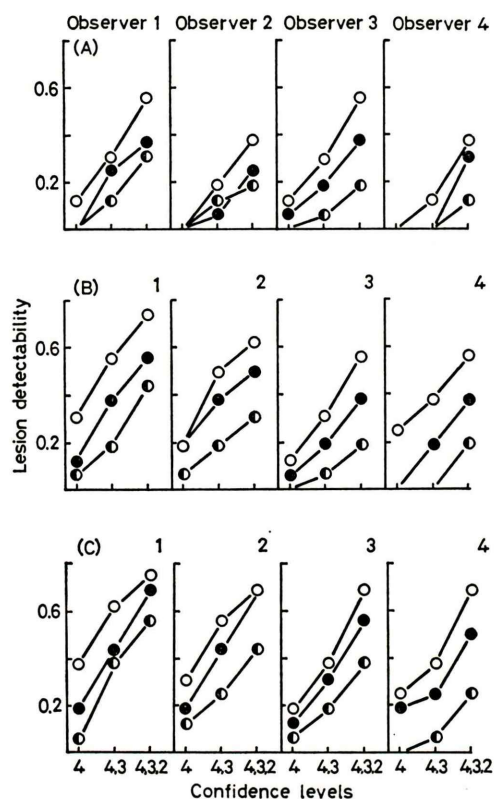 Observer 1 Observer 2 Observer 3 Observer 4
(A)
0.6
0.2
(B) 1 2 3 4
0.6
0.2
Lesion detectability
(C) 1 2 3 4
0.6
0.2
4 4,3 4,3,2 4 4,3 4,3,2 4 4,3 4,3,2 4 4,3 4,3,2
Confidence levels